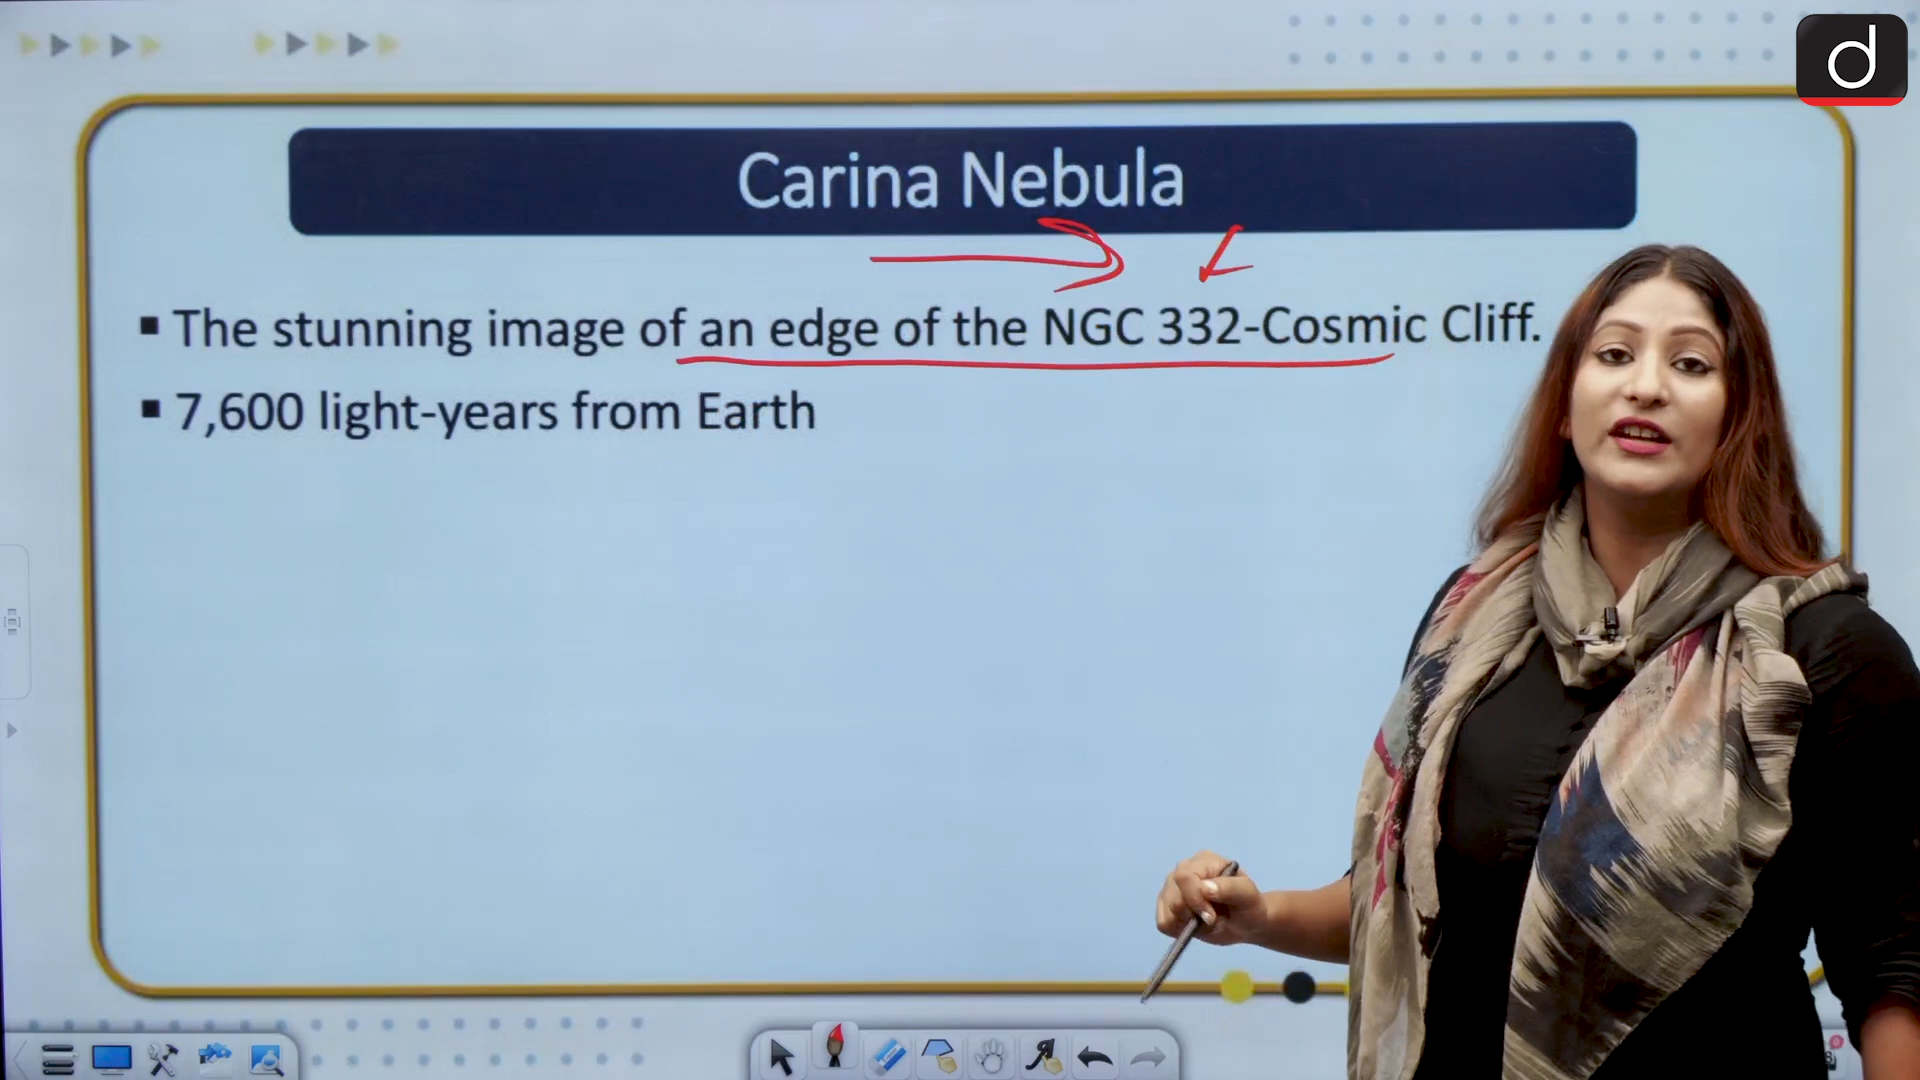 d
Carina Nebula
▪ The stunning image of an edge of the NGC 332-Cosmic Cliff.
▪ 7,600 light-years from Earth